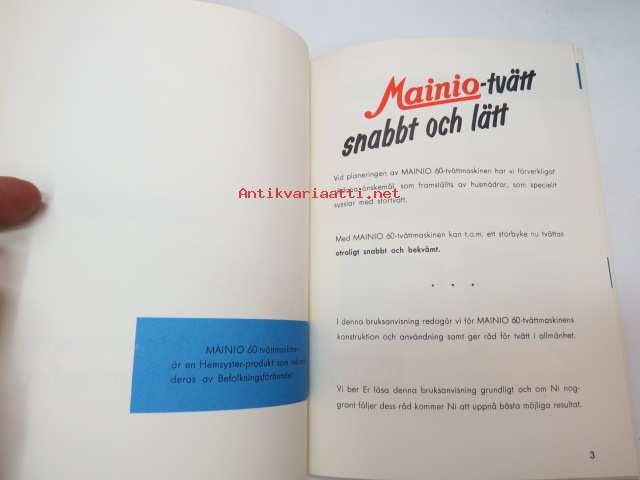 MAINIO 60-tvättmaskinen
är en Hemsyster-produkt som
deras av Befolkningsförbundet
Mainio-tvätt
snabbt och lätt
Vid planeringen av MAINIO 60-tvättmaskinen har vi förverkligat
önskemål, som framställts av husmödrar, som speciellt
sysslar med stortvätt.
Antikvariaatti.net
Med MAINIO 60-tvättmaskinen kan t.o.m. ett storbyke nu tvättas
otroligt snabbt och bekvämt.
. . .
I denna bruksanvisning redogör vi för MAINIO 60-tvättmaskinens
konstruktion och användning samt ger råd för tvätt i allmänhet.
Vi ber Er läsa denna bruksanvisning grundligt och om Ni nog-
grant följer dess råd kommer Ni att uppnå bästa möjliga resultat.
3